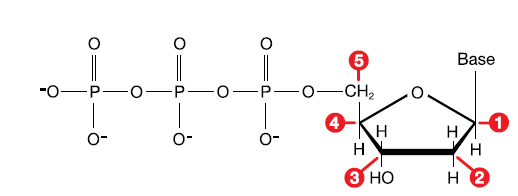 5 Base
O O O
-O P O P O P O CH2 O
4 1
O- O- O- H H H H
3 HO H 2